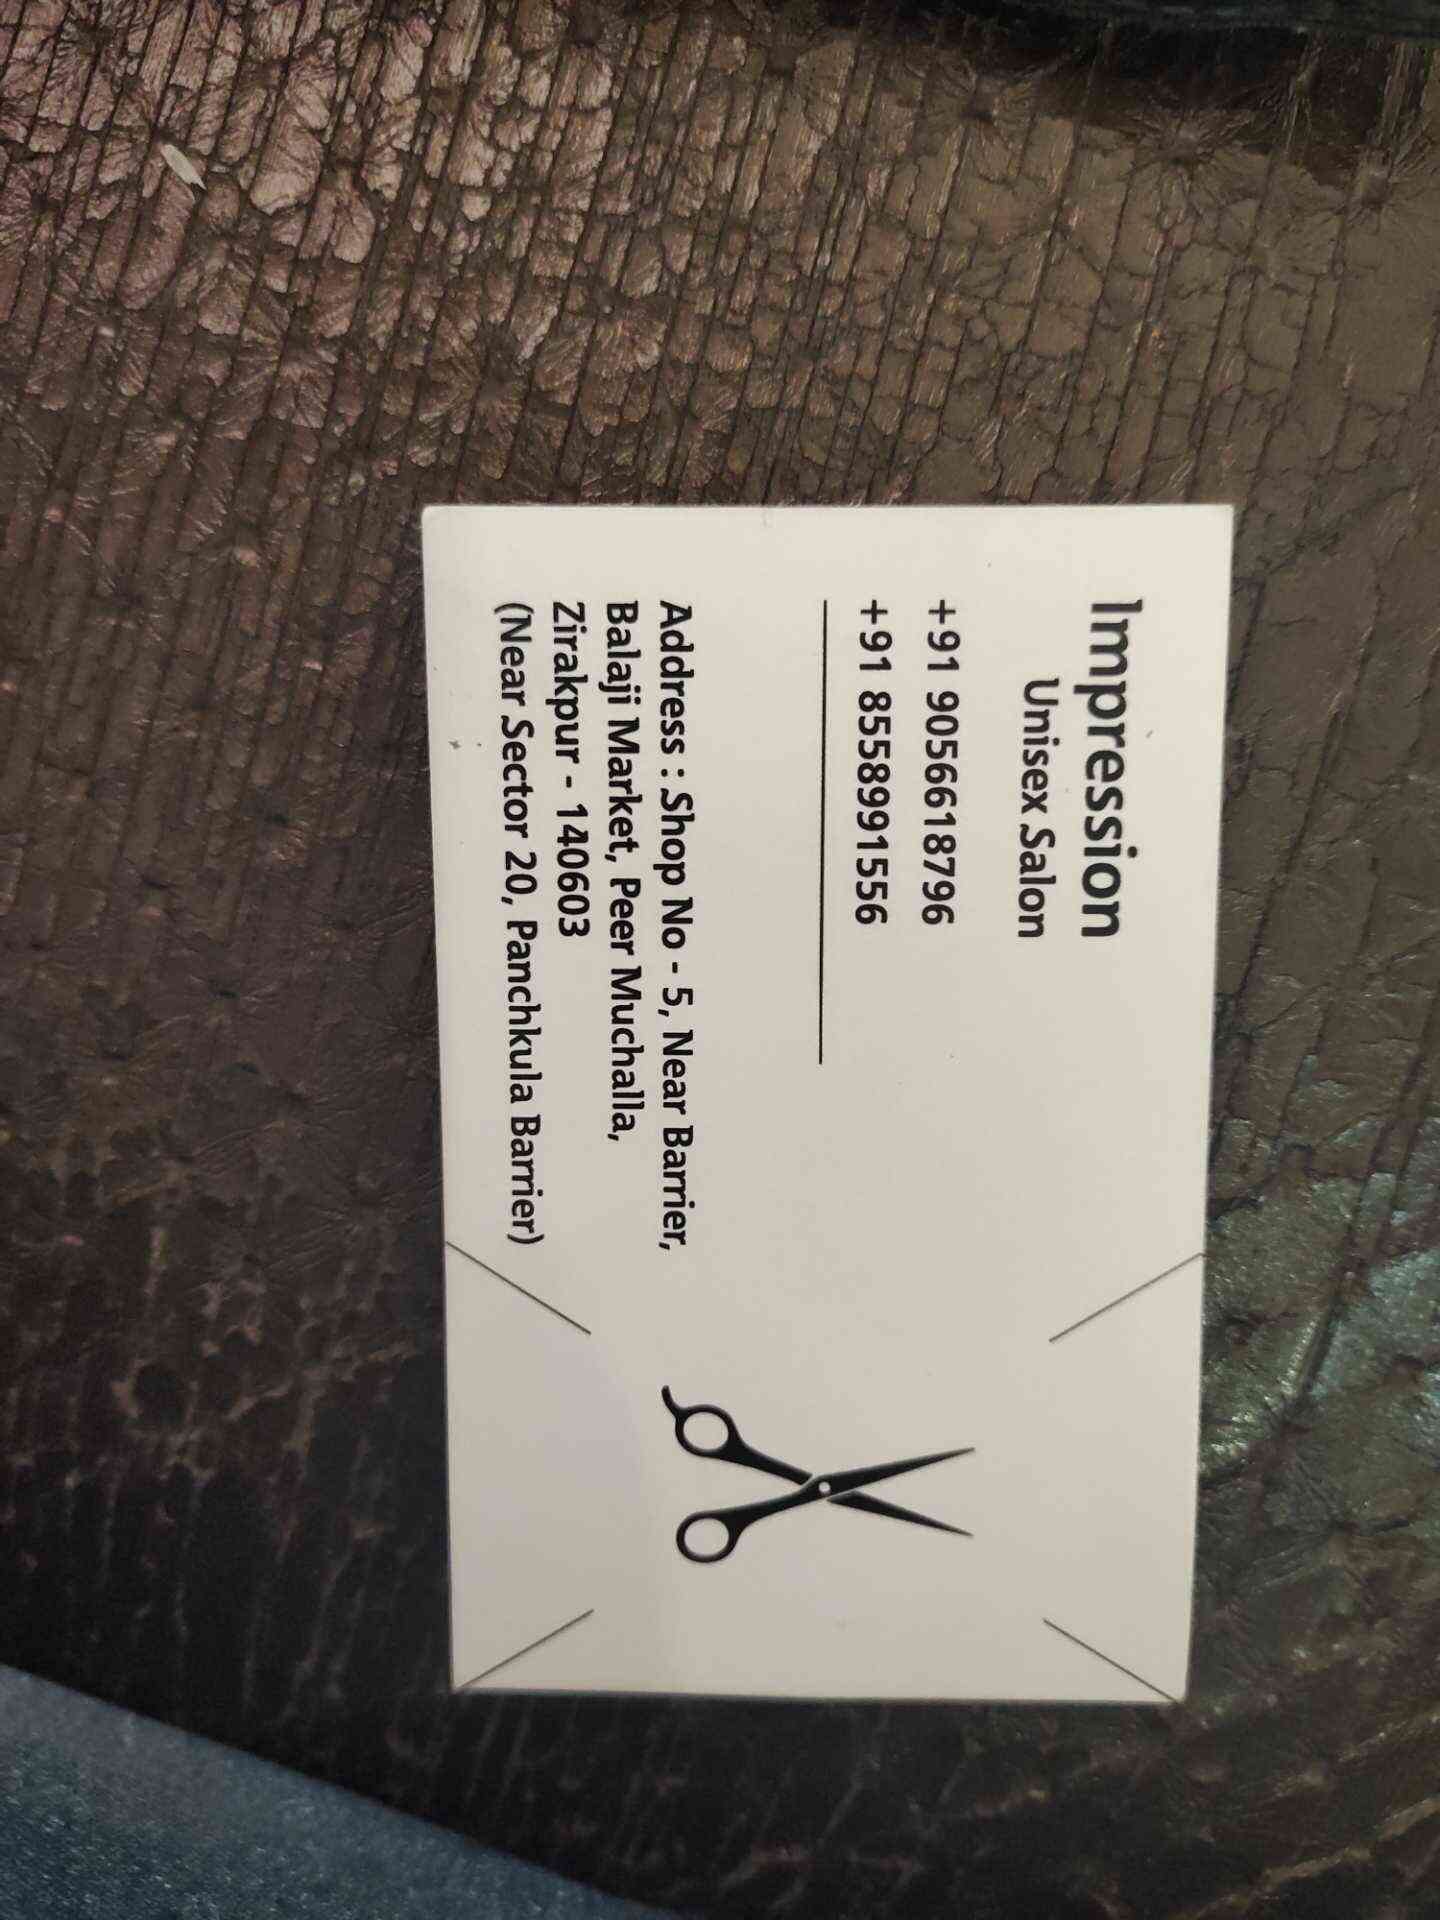 Impression
Unisex Salon
+91 9056618796
+91 8558991556
Address : Shop No - 5, Near Barrier,
Balaji Market, Peer Muchalla,
Zirakpur - 140603
(Near Sector 20, Panchkula Barrier)